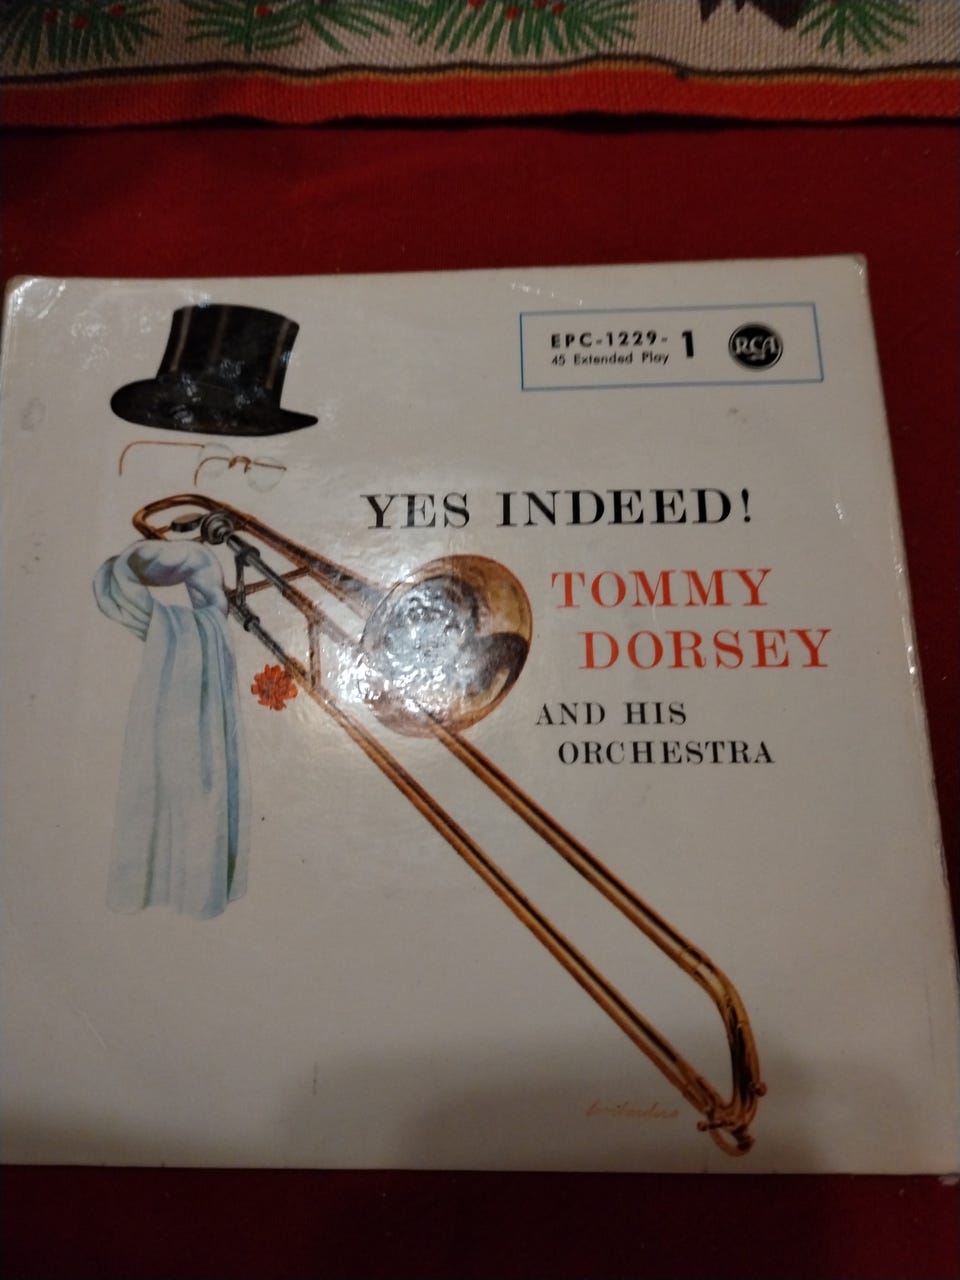 EPC-1229-1
45 Extended Play
RCA
YES INDEED!
TOMMY
DORSEY
AND HIS
ORCHESTRA